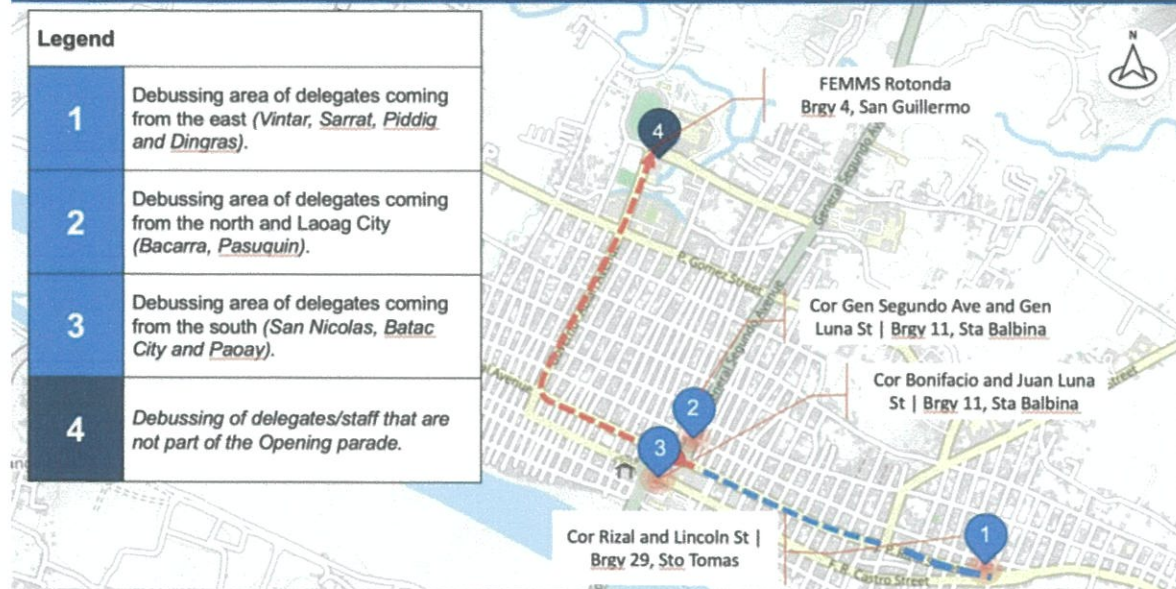 Legend
1
Debussing area of delegates coming
from the east (Vintar, Sarrat, Piddig
and Dingras).
2
Debussing area of delegates coming
from the north and Laoag City
(Bacarra, Pasuquin).
3
Debussing area of delegates coming
from the south (San Nicolas, Batac
City and Paoay).
4
Debussing of delegates/staff that are
not part of the Opening parade.
N
FEMMS Rotonda
Brgy 4, San Guillermo
4
General Segundo Av
P. Gomez Street
General Segundo Avenue
Cor Gen Segundo Ave and Gen
Luna St | Brgy 11, Sta Balbina
Cor Bonifacio and Juan Luna
St | Brgy 11, Sta Balbina
Avenue
treet
2
3
Cor Rizal and Lincoln St |
Brgy 29, Sto Tomas
1
F. R. Castro Street